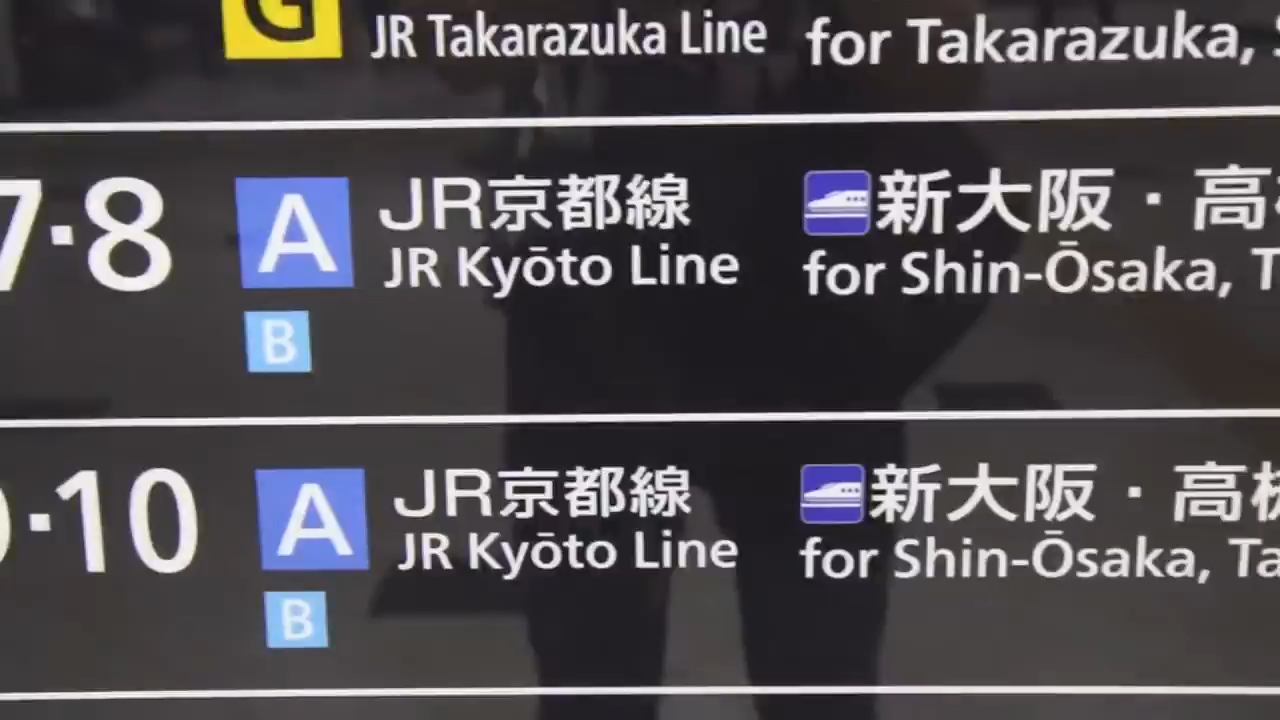 G JR Takarazuka Line for Takarazuka,
7·8 A JR京都線 新大阪・高
JR Kyōto Line for Shin-Ōsaka, T
B
·10 A JR京都線 新大阪・高
JR Kyōto Line for Shin-Ōsaka, Ta
B